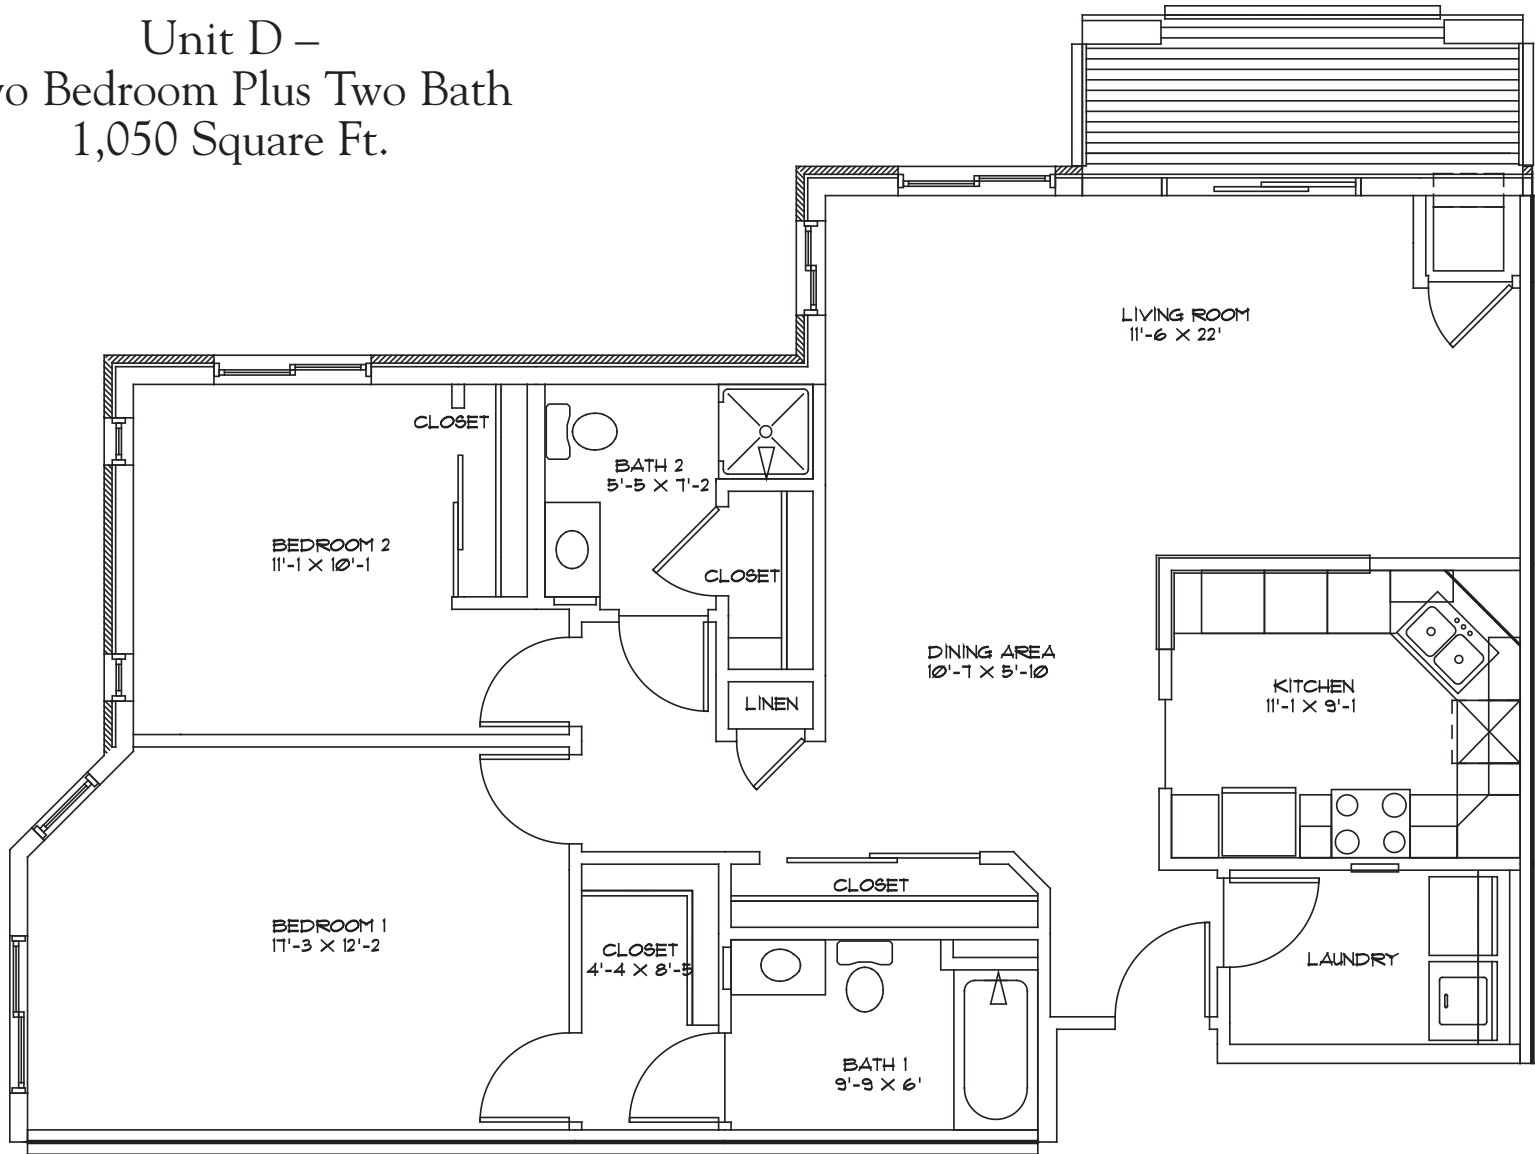 Unit D –
wo Bedroom Plus Two Bath
1,050 Square Ft.
LIVING ROOM
11'-6 X 22'
CLOSET
BATH 2
5'-5 X 7'-2
BEDROOM 2
11'-1 X 10'-1
CLOSET
DINING AREA
10'-7 X 5'-10
KITCHEN
11'-1 X 9'-1
LINEN
CLOSET
BEDROOM 1
17'-3 X 12'-2
CLOSET
4'-4 X 8'-5
LAUNDRY
BATH 1
9'-9 X 6'